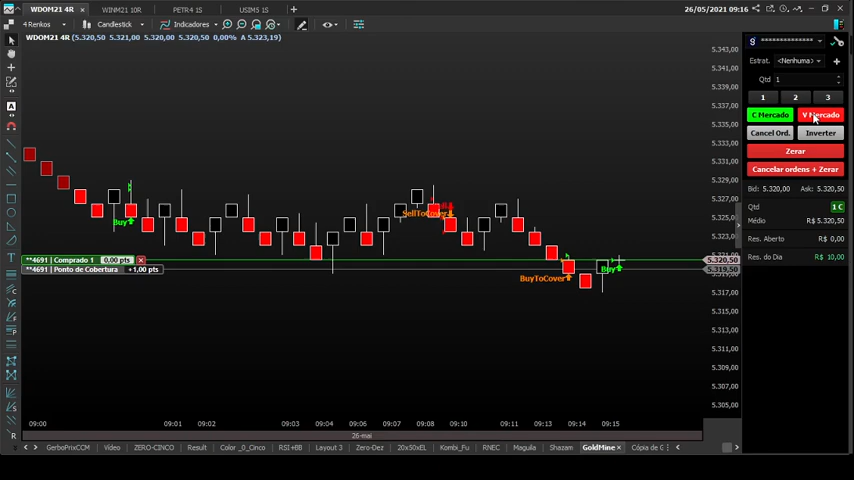 WDOM21 4R
WINM21 10R
PETR4 1S
USIM5 1S
26/05/2021 09:16
4 Renkos
Candlestick
Indicadores
WDOM21 4R (5.320,50, 5.321,00, 5.320,00, 5.320,50, 0,00% A 5.323,19)
**************
Estrat. <Nenhuma>
Qtd 1
1 2 3
C Mercado V Mercado
Cancel Ord. Inverter
Zerar
Cancelar ordens + Zerar
Bid: 5.320,00 Ask: 5.320,50
Qtd 1 C
Médio R$ 5.320,50
Res. Aberto R$ 0,00
Res. do Dia R$ 10,00
5.343,00
5.341,00
5.339,00
5.337,00
5.335,00
5.333,00
5.331,00
5.329,00
5.327,00
5.325,00
5.323,00
5.320,50
5.319,50
5.317,00
5.315,00
5.313,00
5.311,00
5.309,00
5.307,00
5.305,00
Buy
SellToCover
BuyToCover
Buy
**4691 | Comprado 1 0,00 pts
**4691 | Ponto de Cobertura +1,00 pts
09:00 09:01 09:02 09:03 09:04 09:06 09:07 09:08 09:10 09:11 09:13 09:14 09:15
26-mai
GerboPrixCCM Vídeo ZERO-CINCO Result Color _0_Cinco RSI+BB Layout 3 Zero-Dez 20x50xEL Kombi_Fu RNEC Maguila Shazam GoldMine Cópia de G